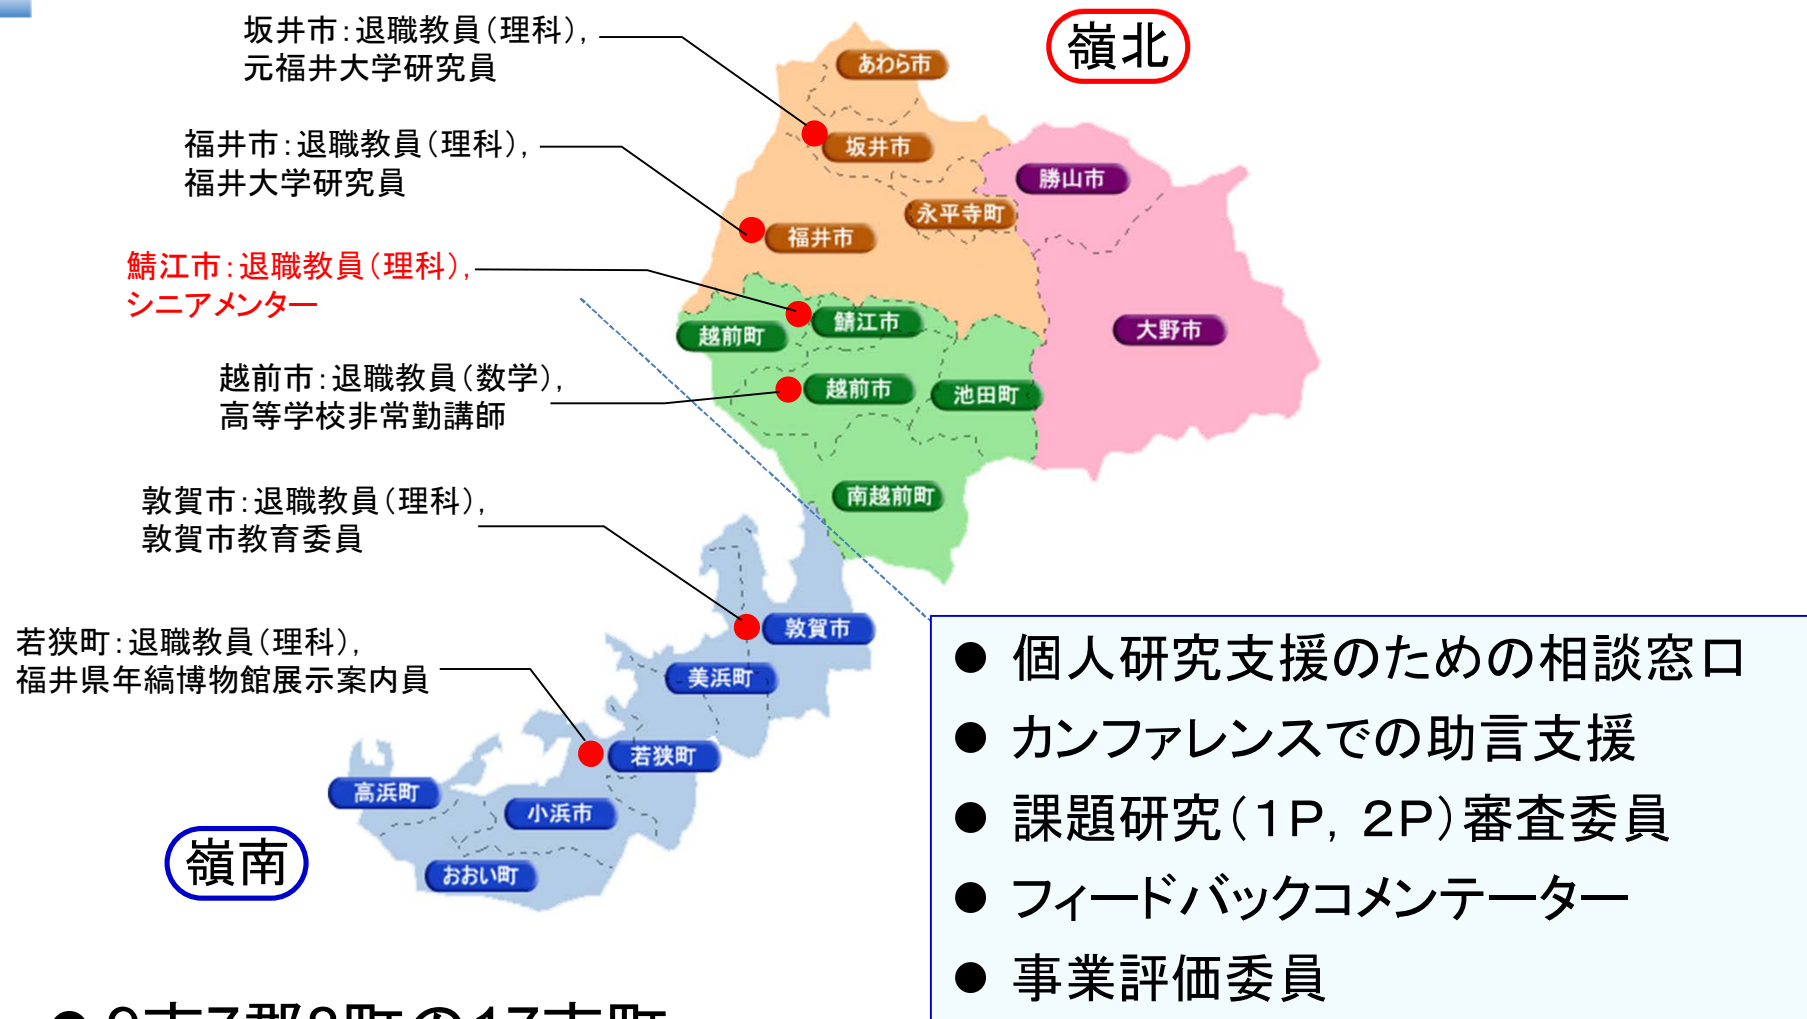 坂井市：退職教員（理科），
元福井大学研究員
嶺北
福井市：退職教員（理科），
福井大学研究員
鯖江市：退職教員（理科），
シニアメンター
越前市：退職教員（数学），
高等学校非常勤講師
敦賀市：退職教員（理科），
敦賀市教育委員
若狭町：退職教員（理科），
福井県年縞博物館展示案内員
あわら市
坂井市
勝山市
永平寺町
福井市
鯖江市
越前町
大野市
越前市
池田町
南越前町
敦賀市
美浜町
若狭町
高浜町
小浜市
おおい町
嶺南
● 個人研究支援のための相談窓口
● カンファレンスでの助言支援
● 課題研究（１Ｐ，２Ｐ）審査委員
● フィードバックコメンテーター
● 事業評価委員